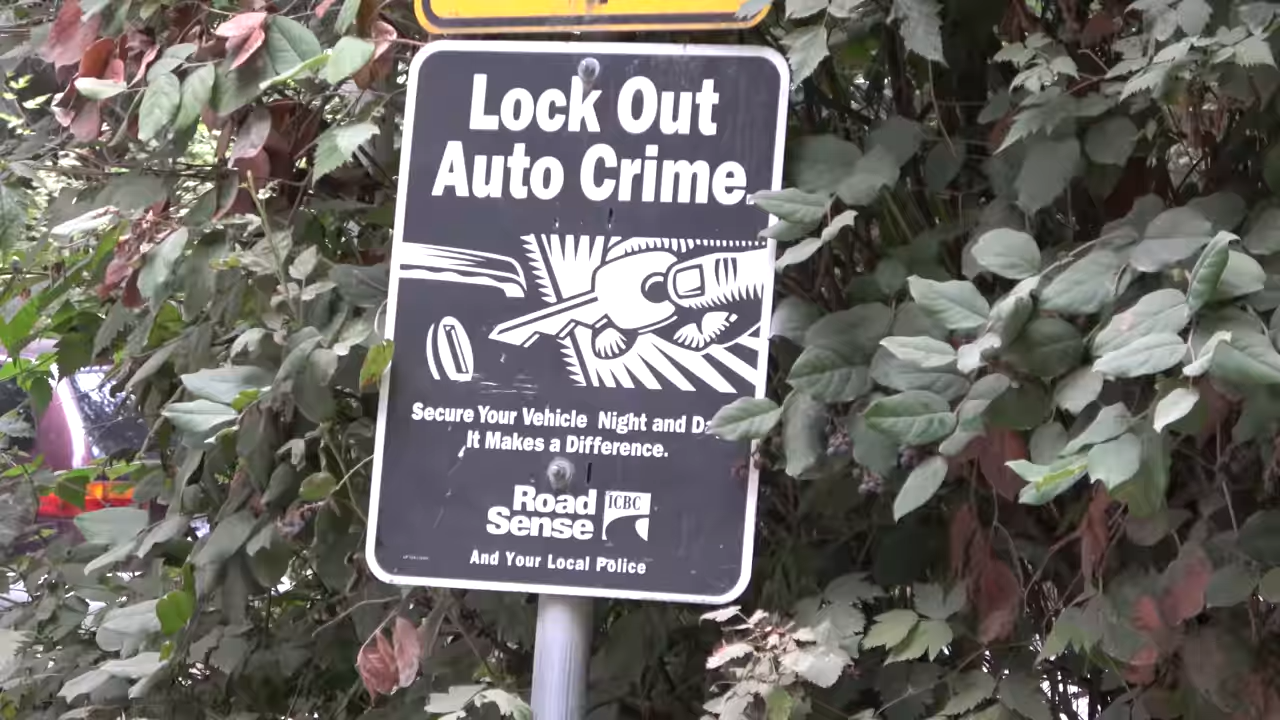 Lock Out
Auto Crime.
Secure Your Vehicle Night and
It Makes a Difference.
Road
Sense
ICBC
And Your Local Police